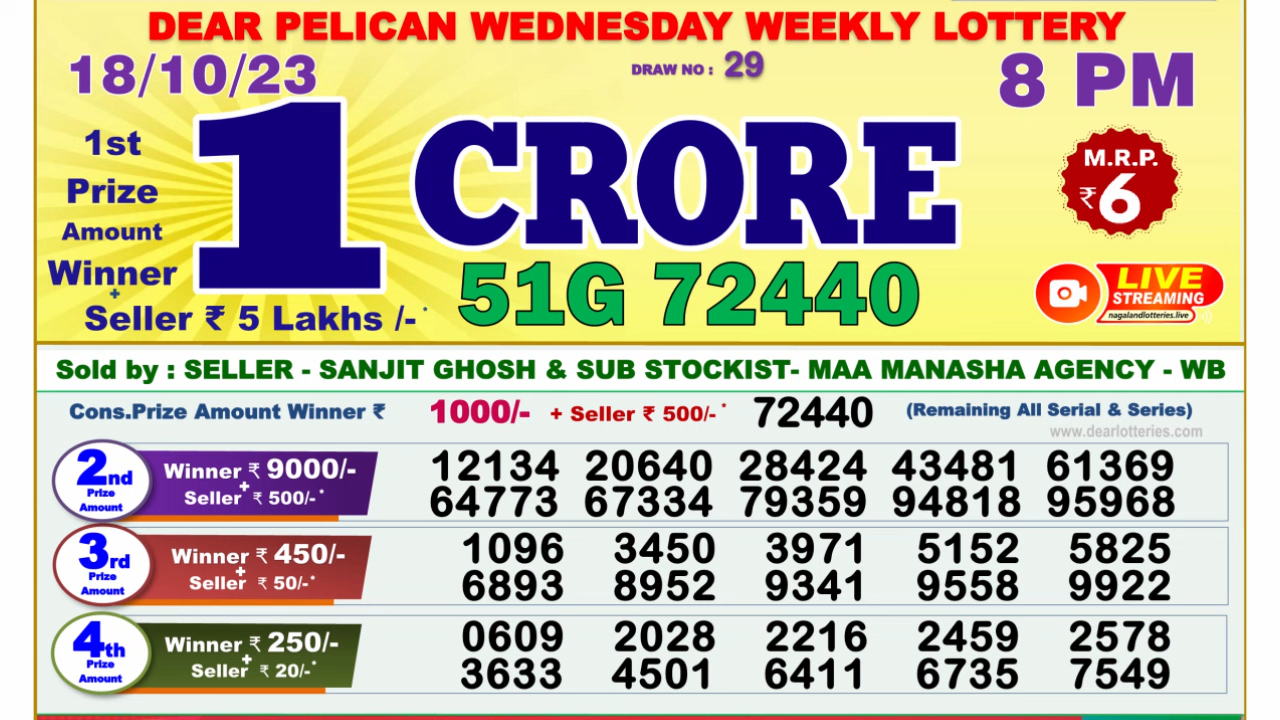 DEAR PELICAN WEDNESDAY WEEKLY LOTTERY
18/10/23
DRAW NO : 29
8 PM
1st
Prize
Amount
Winner
+
Seller ₹ 5 Lakhs /-*
1 CRORE
51G 72440
M.R.P.
₹6
LIVE
STREAMING
nagalandlotteries.live
Sold by : SELLER - SANJIT GHOSH & SUB STOCKIST- MAA MANASHA AGENCY - WB
Cons.Prize Amount Winner ₹ 1000/- + Seller ₹ 500/-* 72440 (Remaining All Serial & Series)
www.dearlotteries.com
2nd
Prize
Amount
Winner ₹ 9000/-
+
Seller ₹ 500/-*
12134 20640 28424 43481 61369
64773 67334 79359 94818 95968
3rd
Prize
Amount
Winner ₹ 450/-
+
Seller ₹ 50/-*
1096 3450 3971 5152 5825
6893 8952 9341 9558 9922
4th
Prize
Amount
Winner ₹ 250/-
+
Seller ₹ 20/-*
0609 2028 2216 2459 2578
3633 4501 6411 6735 7549